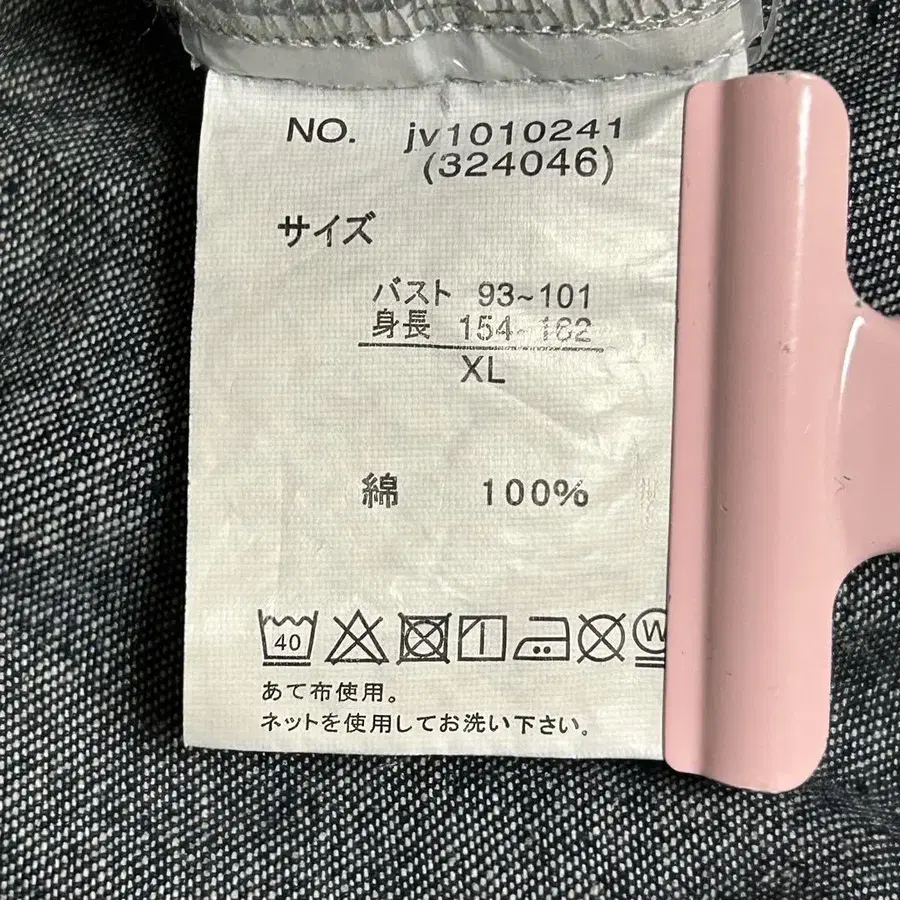 NO. jv1010241
(324046)
サイズ
バスト 93~101
身長 154~162
XL
綿 100%
40 W
あて布使用。
ネットを使用してお洗い下さい。